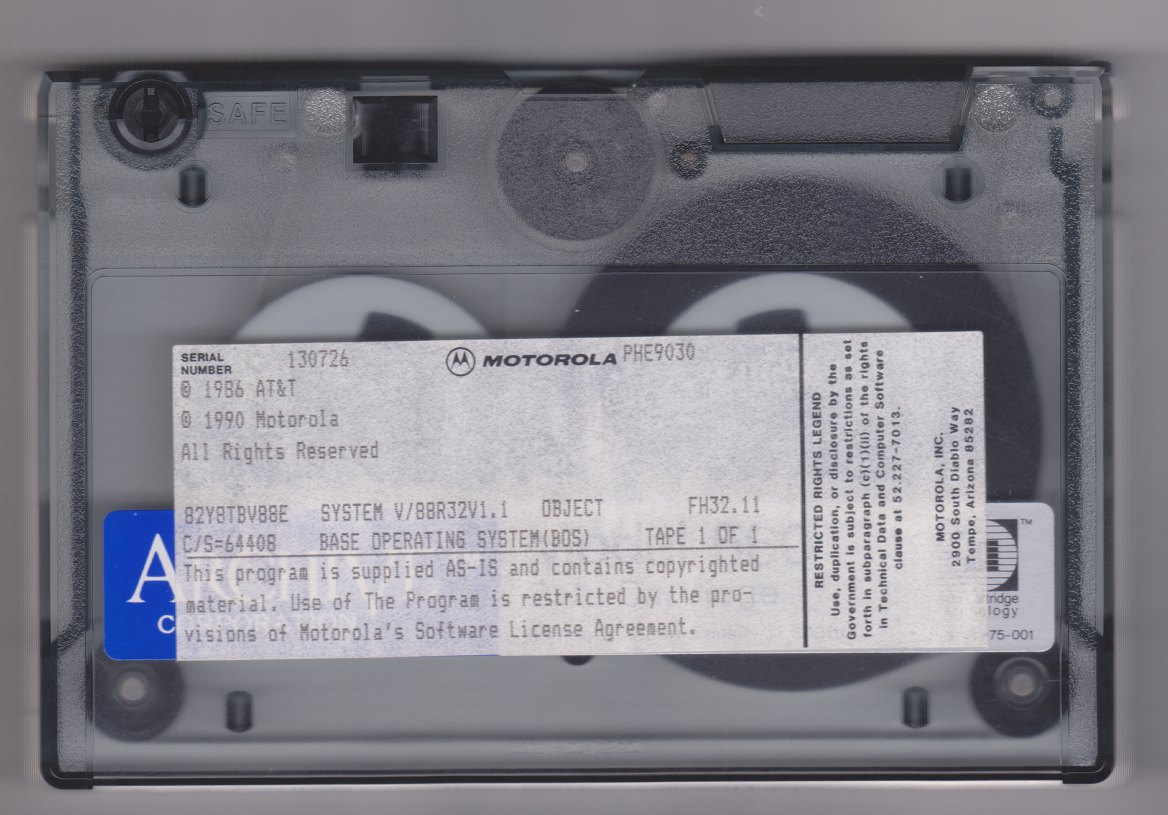 SAFE
SERIAL NUMBER 130726 MOTOROLA PHE9030
© 1986 AT&T
© 1990 Motorola
All Rights Reserved
82Y8TBV88E SYSTEM V/88R32V1.1 OBJECT FH32.11
C/S=64408 BASE OPERATING SYSTEM(BOS) TAPE 1 OF 1
This program is supplied AS-IS and contains copyrighted
material. Use of The Program is restricted by the pro-
visions of Motorola's Software License Agreement.
RESTRICTED RIGHTS LEGEND
Use, duplication, or disclosure by the
Government is subject to restrictions as set
forth in subparagraph (c)(1)(ii) of the rights
in Technical Data and Computer Software
clause at 52.227-7013.
MOTOROLA, INC.
2900 South Diablo Way
Tempe, Arizona 85282
TM
75-001